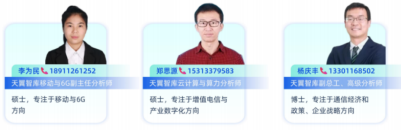 李为民 18911261252
天翼智库移动与6G副主任分析师
硕士，专注于移动与6G
方向
郑思源 15313379583
天翼智库云计算与算力分析师
硕士，专注于增值电信与
产业数字化方向
杨庆丰 13301168502
天翼智库副总工、高级分析师
博士，专注于通信经济和
政策、企业战略方向